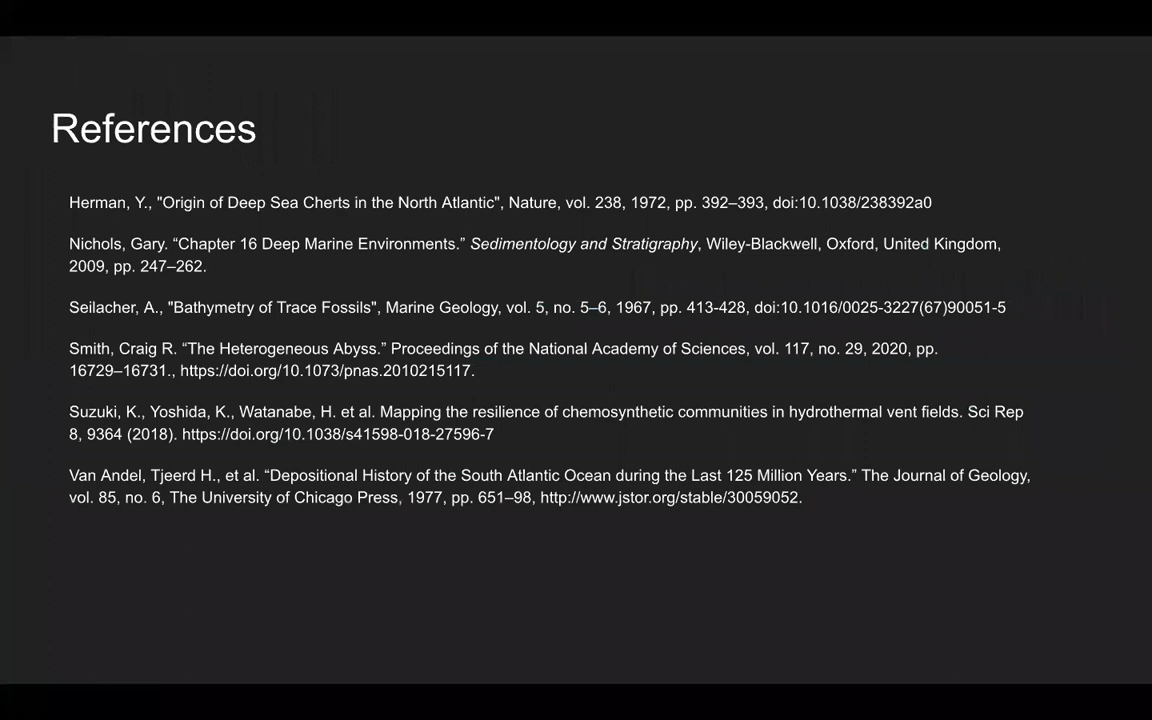 References
Herman, Y., "Origin of Deep Sea Cherts in the North Atlantic", Nature, vol. 238, 1972, pp. 392–393, doi:10.1038/238392a0
Nichols, Gary. “Chapter 16 Deep Marine Environments.” Sedimentology and Stratigraphy, Wiley-Blackwell, Oxford, United Kingdom,
2009, pp. 247–262.
Seilacher, A., "Bathymetry of Trace Fossils", Marine Geology, vol. 5, no. 5–6, 1967, pp. 413-428, doi:10.1016/0025-3227(67)90051-5
Smith, Craig R. “The Heterogeneous Abyss.” Proceedings of the National Academy of Sciences, vol. 117, no. 29, 2020, pp.
16729–16731., https://doi.org/10.1073/pnas.2010215117.
Suzuki, K., Yoshida, K., Watanabe, H. et al. Mapping the resilience of chemosynthetic communities in hydrothermal vent fields. Sci Rep
8, 9364 (2018). https://doi.org/10.1038/s41598-018-27596-7
Van Andel, Tjeerd H., et al. “Depositional History of the South Atlantic Ocean during the Last 125 Million Years.” The Journal of Geology,
vol. 85, no. 6, The University of Chicago Press, 1977, pp. 651–98, http://www.jstor.org/stable/30059052.